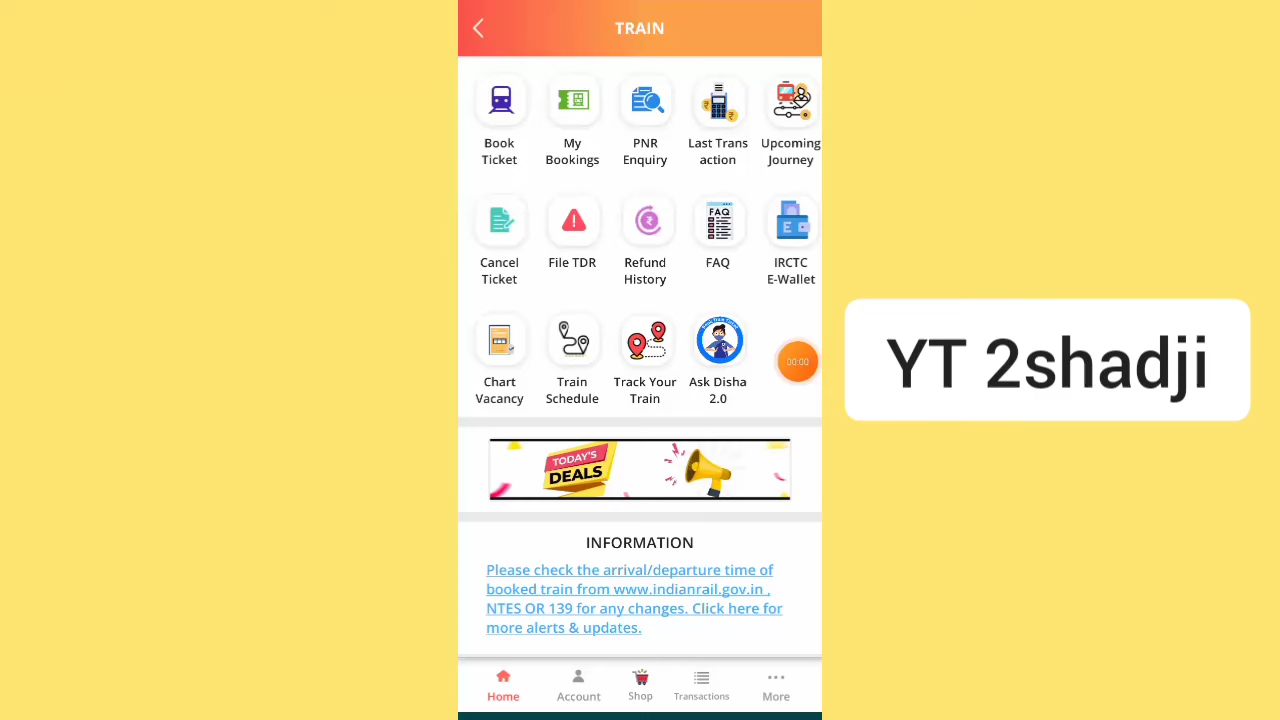 TRAIN
Book
Ticket
My
Bookings
PNR
Enquiry
Last Trans
action
Upcoming
Journey
Cancel
Ticket
File TDR
Refund
History
FAQ
FAQ
IRCTC
E-Wallet
E
Chart
Vacancy
Train
Schedule
Track Your
Train
Ask Disha
2.0
00:00
YT 2shadji
TODAY'S
DEALS
INFORMATION
Please check the arrival/departure time of
booked train from www.indianrail.gov.in ,
NTES OR 139 for any changes. Click here for
more alerts & updates.
Home
Account
Shop
Transactions
More